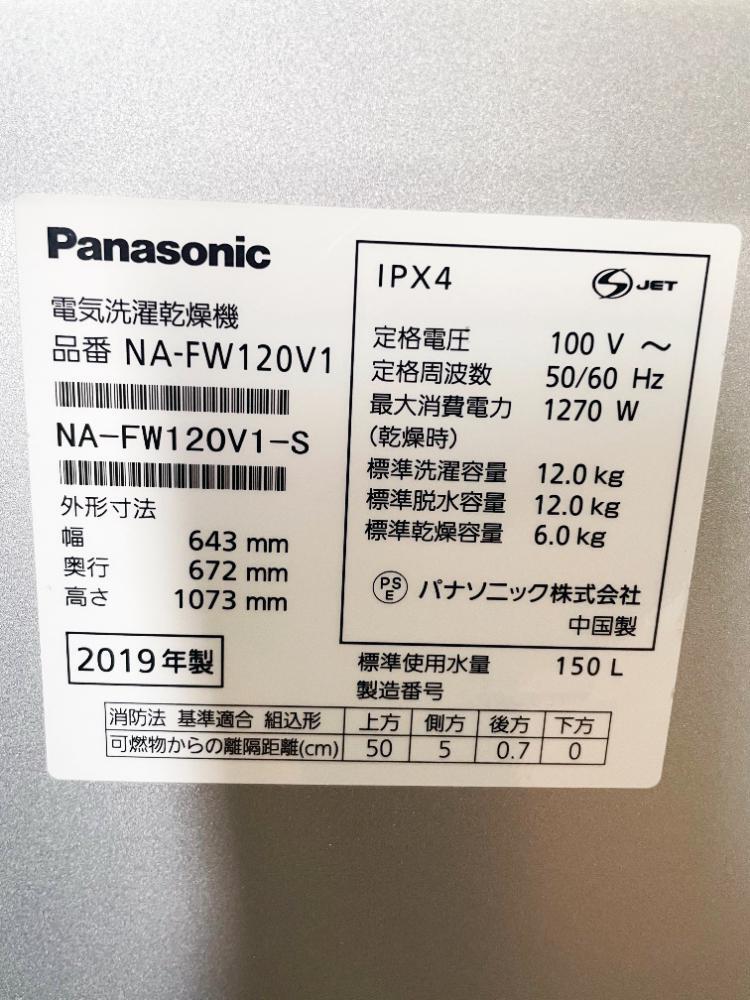 Panasonic
電気洗濯乾燥機
品番 NA-FW120V1
NA-FW120V1-S
外形寸法
幅 643 mm
奥行 672 mm
高さ 1073 mm
2019年製
IPX4 S JET
定格電圧 100 V ～
定格周波数 50/60 Hz
最大消費電力 1270 W
(乾燥時)
標準洗濯容量 12.0 kg
標準脱水容量 12.0 kg
標準乾燥容量 6.0 kg
PSE パナソニック株式会社
中国製
標準使用水量 150 L
製造番号
消防法 基準適合 組込形 上方 側方 後方 下方
可燃物からの離隔距離(cm) 50 5 0.7 0